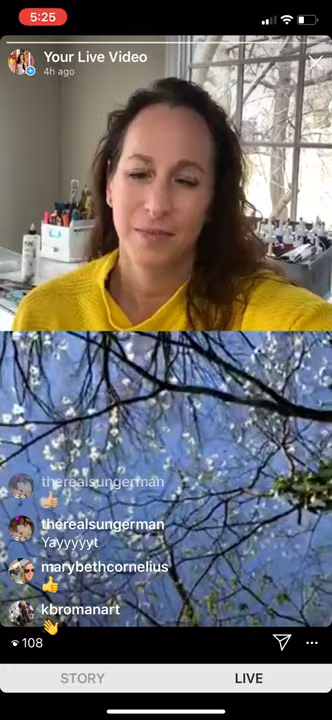 5:25
Your Live Video
4h ago
therealsungerman
therealsungerman
Yayyyyyt
marybethcornelius
kbromanart
108
STORY
LIVE